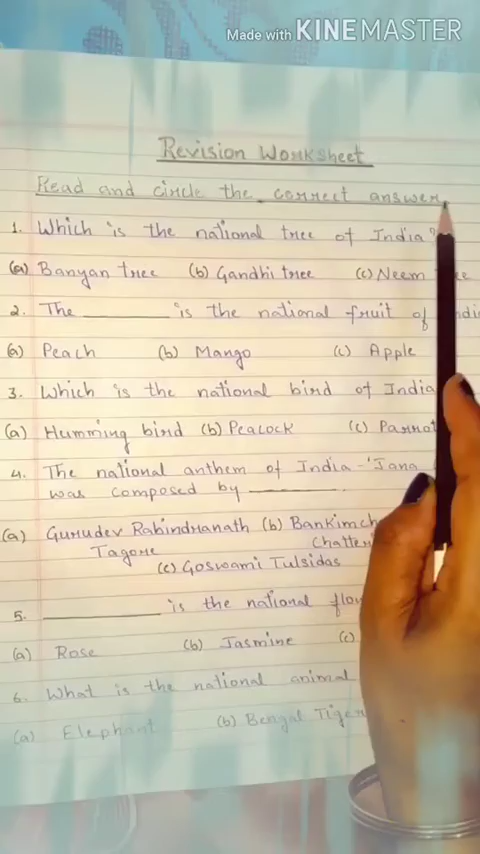 Made with KINEMASTER
Revision Worksheet
Read and circle the correct answer.
1. Which is the national tree of India?
(a) Banyan tree (b) Gandhi tree (c) Neem
2. The ________ is the national fruit of
(a) Peach (b) Mango (c) Apple
3. Which is the national bird of India
(a) Humming bird (b) Peacock (c) Parrot
4. The national anthem of India - 'Jana
was composed by ________.
(a) Gurudev Rabindranath (b)
Tagore
(c) Goswami Tulsidas
5. ________ is the national
(a) Rose (b) Jasmine (c)
6. What is the national animal
(a) Elephant (b) Bengal Tiger